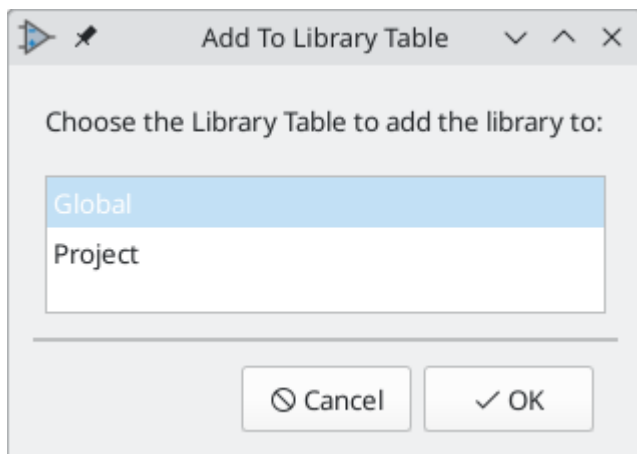 Add To Library Table
Choose the Library Table to add the library to:
Global
Project
Cancel
OK